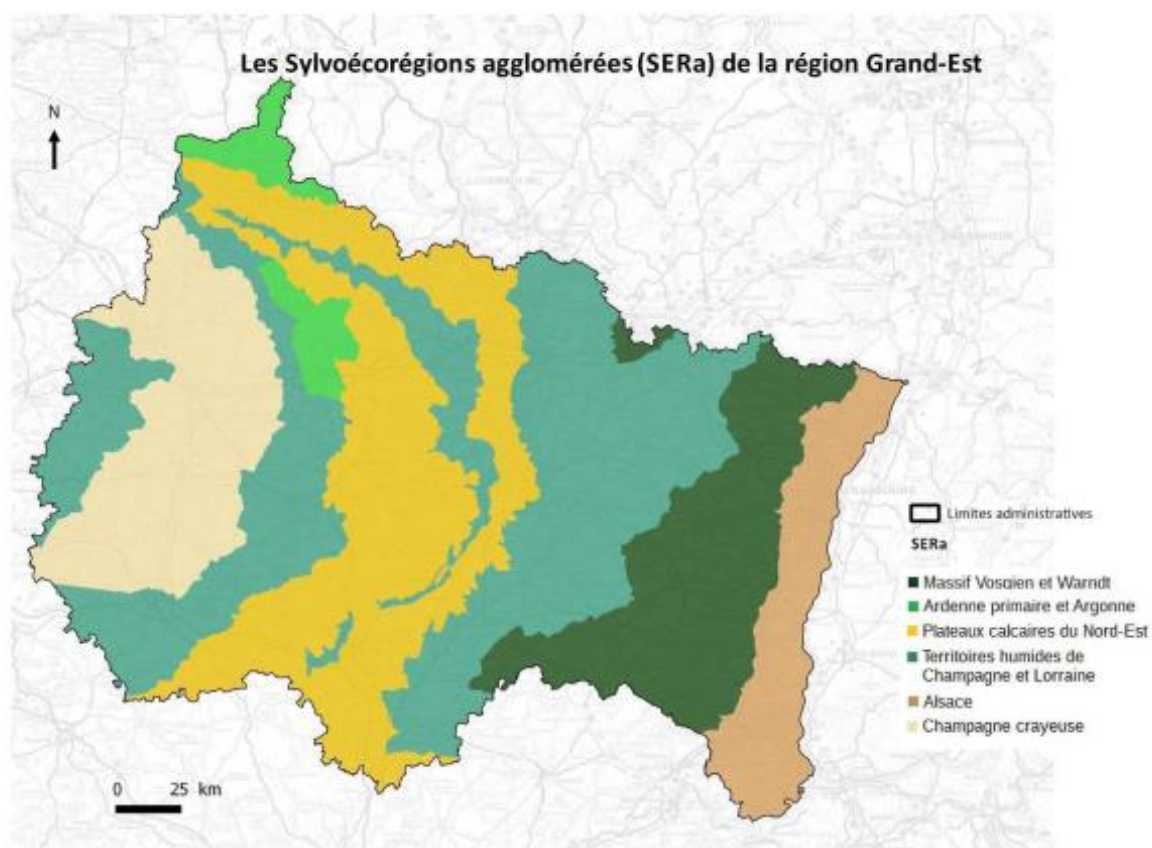 Les Sylvoécorégions agglomérées (SERa) de la région Grand-Est
N
Limites administratives
SERa
Massif Vosgien et Warndt
Ardenne primaire et Argonne
Plateaux calcaires du Nord-Est
Territoires humides de
Champagne et Lorraine
Alsace
Champagne crayeuse
0 25 km